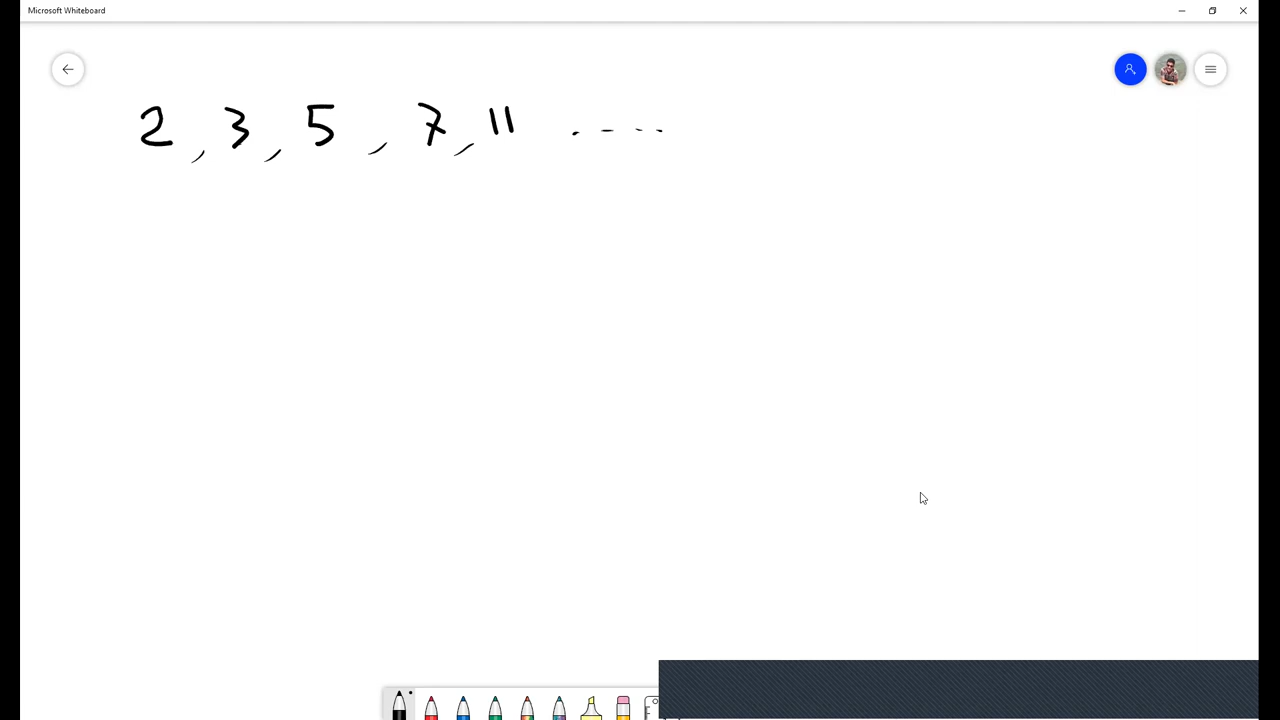 Microsoft Whiteboard
2, 3, 5, 7, 11 .....